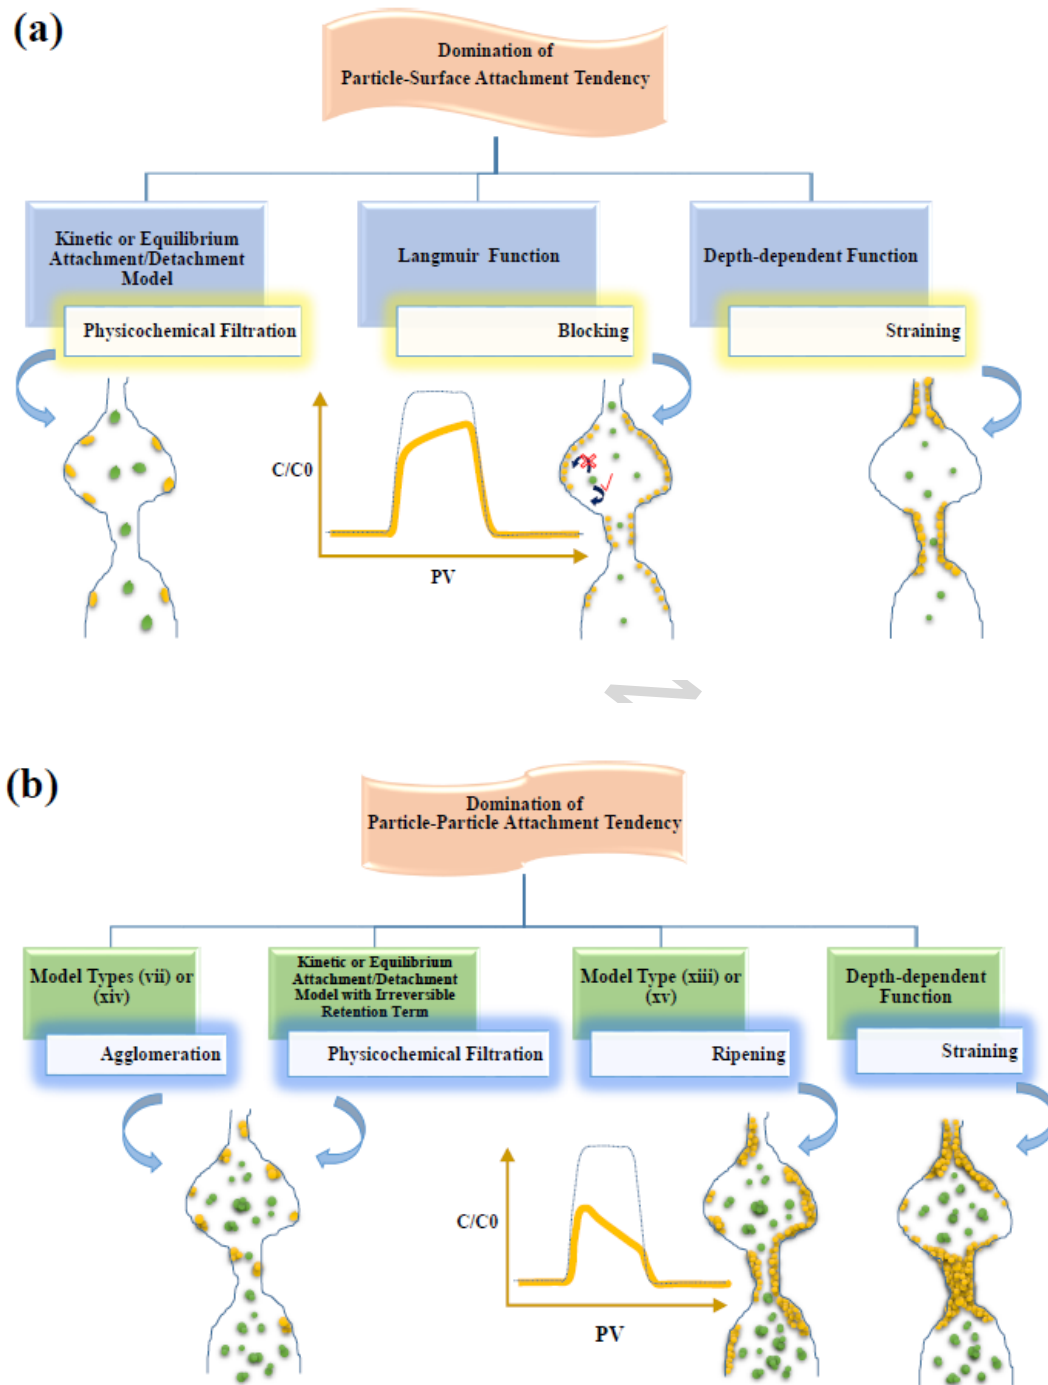 (a)
Domination of
Particle-Surface Attachment Tendency
Kinetic or Equilibrium
Attachment/Detachment
Model
Physicochemical Filtration
Langmuir Function
Blocking
Depth-dependent Function
Straining
C/C0
PV
(b)
Domination of
Particle-Particle Attachment Tendency
Model Types (vii) or
(xiv)
Agglomeration
Kinetic or Equilibrium
Attachment/Detachment
Model with Irreversible
Retention Term
Physicochemical Filtration
Model Type (xiii) or
(xv)
Ripening
Depth-dependent
Function
Straining
C/C0
PV